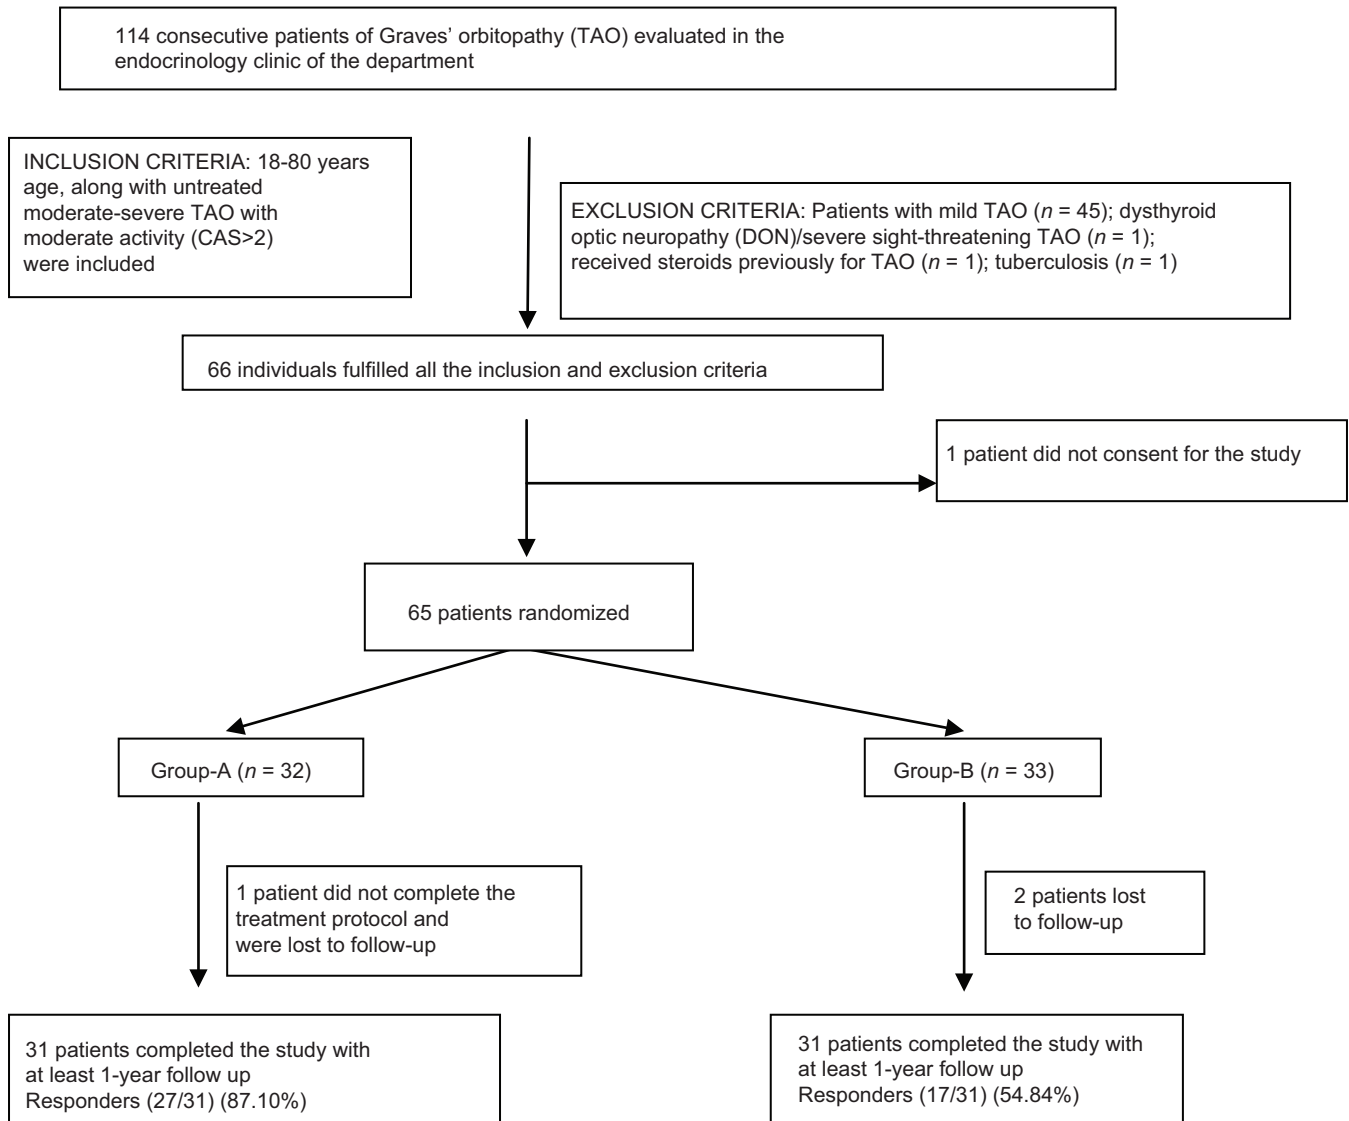 114 consecutive patients of Graves' orbitopathy (TAO) evaluated in the
endocrinology clinic of the department
INCLUSION CRITERIA: 18-80 years
age, along with untreated
moderate-severe TAO with
moderate activity (CAS>2)
were included
EXCLUSION CRITERIA: Patients with mild TAO (n = 45); dysthyroid
optic neuropathy (DON)/severe sight-threatening TAO (n = 1);
received steroids previously for TAO (n = 1); tuberculosis (n = 1)
66 individuals fulfilled all the inclusion and exclusion criteria
1 patient did not consent for the study
65 patients randomized
Group-A (n = 32)
Group-B (n = 33)
1 patient did not complete the
treatment protocol and
were lost to follow-up
2 patients lost
to follow-up
31 patients completed the study with
at least 1-year follow up
Responders (27/31) (87.10%)
31 patients completed the study with
at least 1-year follow up
Responders (17/31) (54.84%)